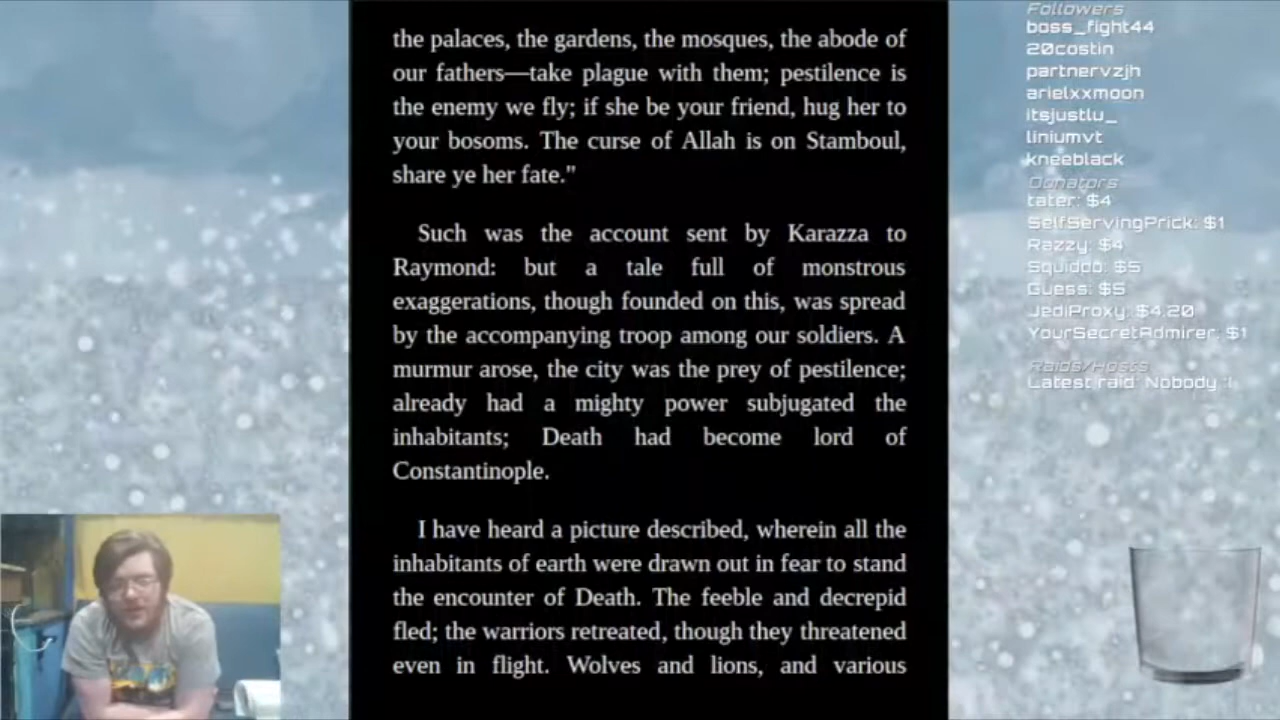 the palaces, the gardens, the mosques, the abode of
our fathers—take plague with them; pestilence is
the enemy we fly; if she be your friend, hug her to
your bosoms. The curse of Allah is on Stamboul,
share ye her fate."
Such was the account sent by Karazza to
Raymond: but a tale full of monstrous
exaggerations, though founded on this, was spread
by the accompanying troop among our soldiers. A
murmur arose, the city was the prey of pestilence;
already had a mighty power subjugated the
inhabitants; Death had become lord of
Constantinople.
I have heard a picture described, wherein all the
inhabitants of earth were drawn out in fear to stand
the encounter of Death. The feeble and decrepid
fled; the warriors retreated, though they threatened
even in flight. Wolves and lions, and various
Followers
boss_fight44
20costin
partnervzjh
arielxxmoon
itsjustlu_
liniumvt
kneeblack
Donators
tater: $4
SelfServingPrick: $1
Razzy: $4
Squidoo: $5
Guess: $5
JediProxy: $4.20
YourSecretAdmirer: $1
Raids/Hosts
Latest raid: Nobody :(